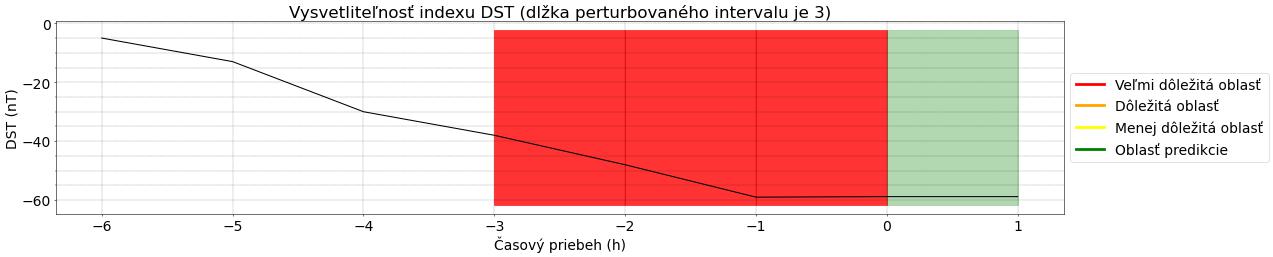 Vysvetliteľnosť indexu DST (dĺžka perturbovaného intervalu je 3)
DST (nT)
0
−20
−40
−60
−6 −5 −4 −3 −2 −1 0 1
Časový priebeh (h)
Veľmi dôležitá oblasť
Dôležitá oblasť
Menej dôležitá oblasť
Oblasť predikcie